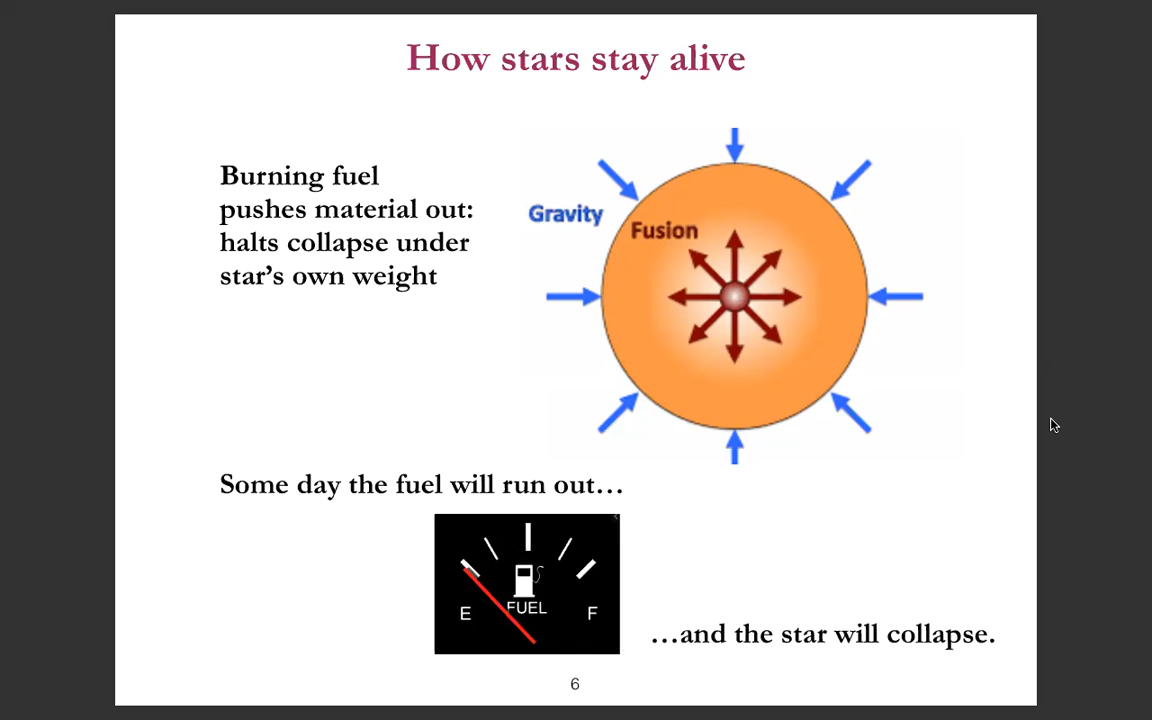 How stars stay alive
Burning fuel
pushes material out:
halts collapse under
star's own weight
Gravity
Fusion
Some day the fuel will run out…
E
FUEL
F
…and the star will collapse.
6